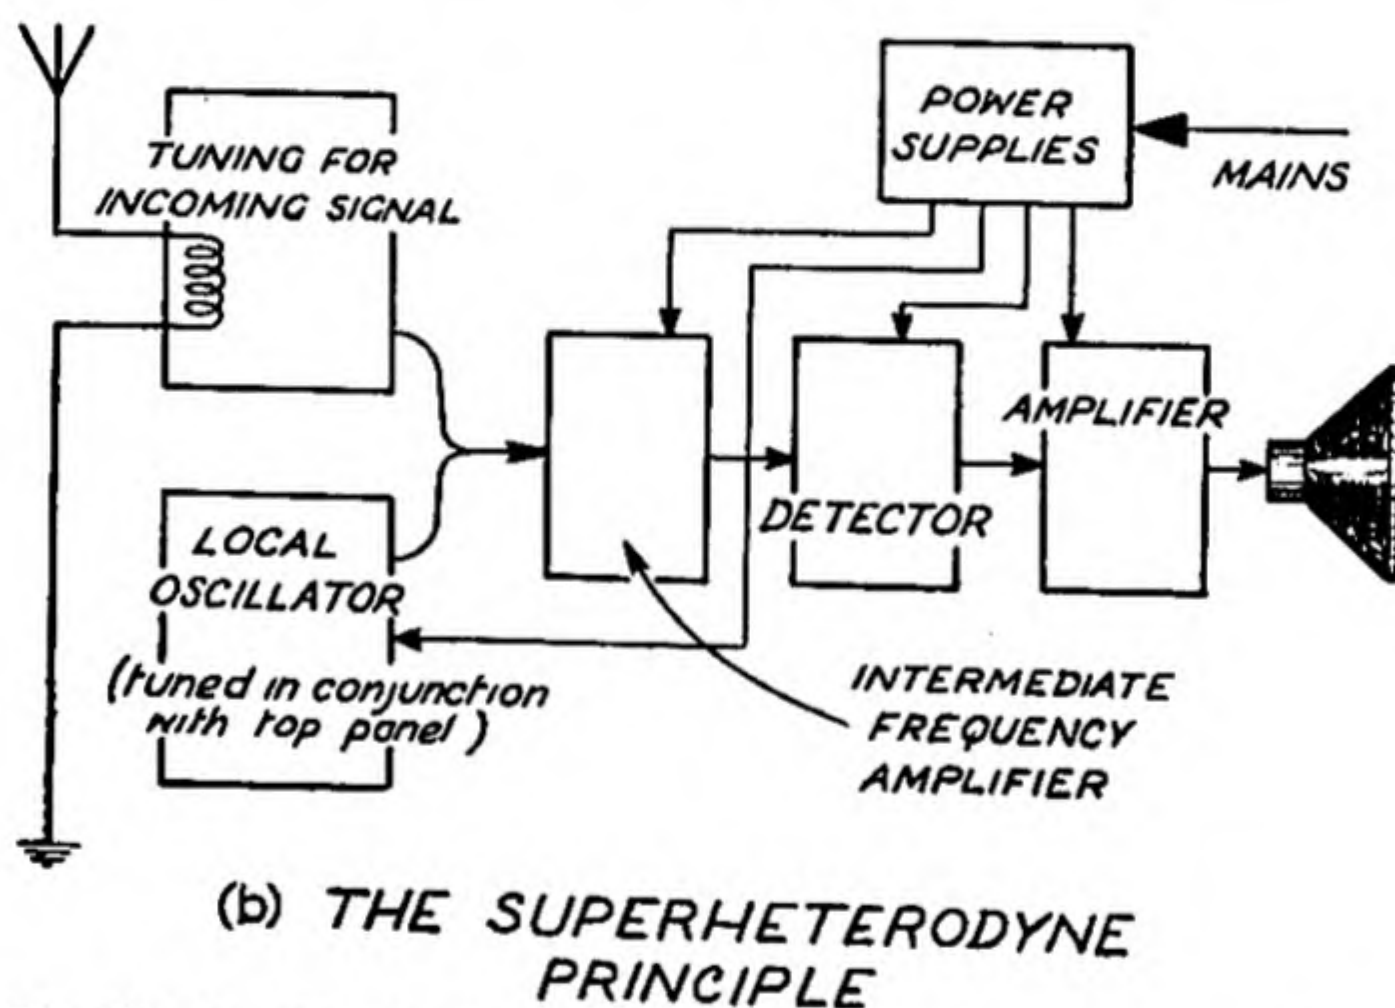 TUNING FOR
INCOMING SIGNAL
POWER
SUPPLIES
MAINS
AMPLIFIER
DETECTOR
LOCAL
OSCILLATOR
(tuned in conjunction
with top panel)
INTERMEDIATE
FREQUENCY
AMPLIFIER
(b) THE SUPERHETERODYNE
PRINCIPLE